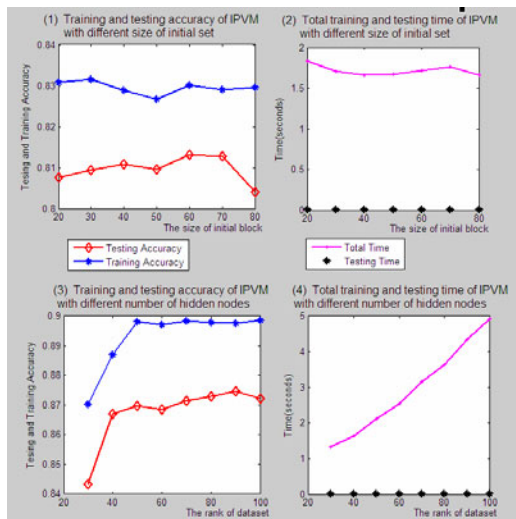 (1) Training and testing accuracy of IPVM
with different size of initial set
0.84
0.83
0.82
0.81
0.8
20 30 40 50 60 70 80
Tesing and Training Accuracy
The size of initial block
Testing Accuracy
Training Accuracy
(2) Total training and testing time of IPVM
with different size of initial set
2
1.5
1
0.5
0
20 40 60 80
Time(seconds)
The size of initial block
Total Time
Testing Time
(3) Training and testing accuracy of IPVM
with different number of hidden nodes
0.9
0.89
0.88
0.87
0.86
0.85
0.84
40 60 80 100
Tesing and Training Accuracy
The rank of dataset
(4) Total training and testing time of IPVM
with different number of hidden nodes
5
4
3
2
1
0
40 60 80 100
Time(seconds)
The rank of dataset